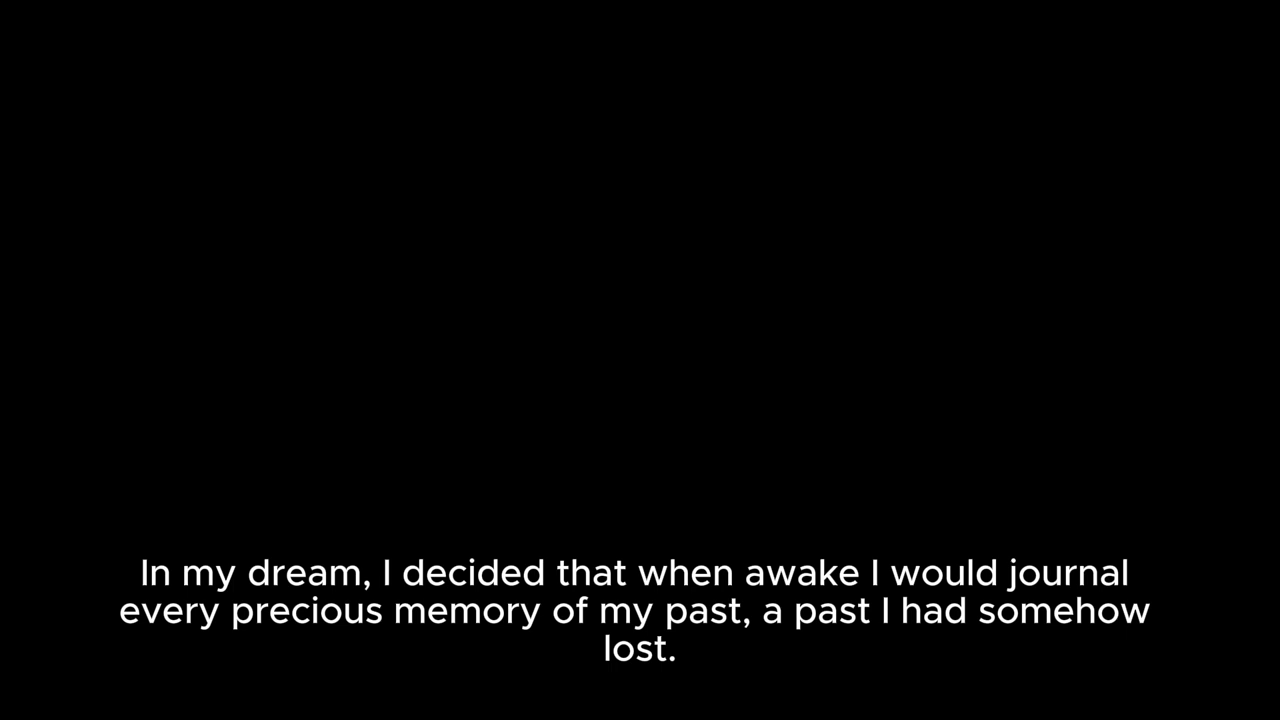 In my dream, I decided that when awake I would journal
every precious memory of my past, a past I had somehow
lost.